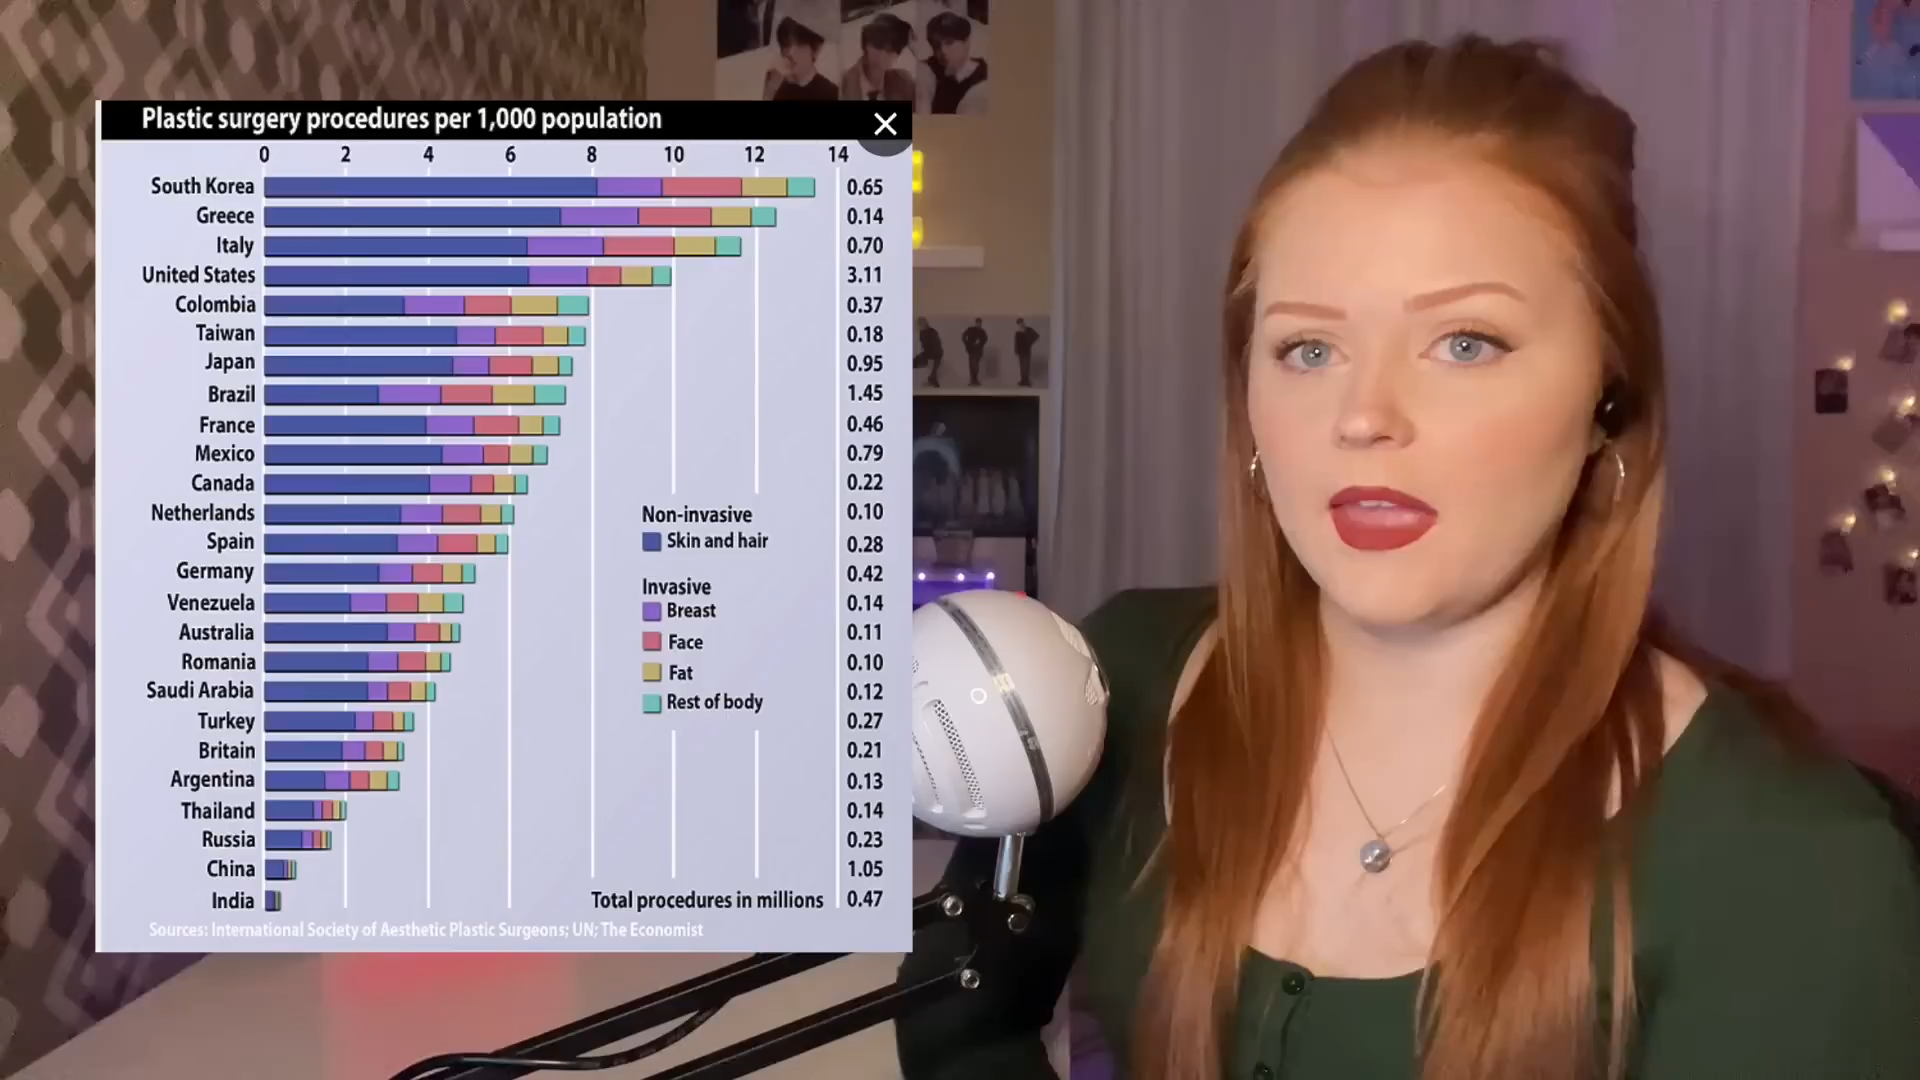 Plastic surgery procedures per 1,000 population
0 2 4 6 8 10 12 14
South Korea 0.65
Greece 0.14
Italy 0.70
United States 3.11
Colombia 0.37
Taiwan 0.18
Japan 0.95
Brazil 1.45
France 0.46
Mexico 0.79
Canada 0.22
Netherlands 0.10
Spain 0.28
Germany 0.42
Venezuela 0.14
Australia 0.11
Romania 0.10
Saudi Arabia 0.12
Turkey 0.27
Britain 0.21
Argentina 0.13
Thailand 0.14
Russia 0.23
China 1.05
India 0.47
Non-invasive
Skin and hair
Invasive
Breast
Face
Fat
Rest of body
Total procedures in millions
Sources: International Society of Aesthetic Plastic Surgeons; UN; The Economist